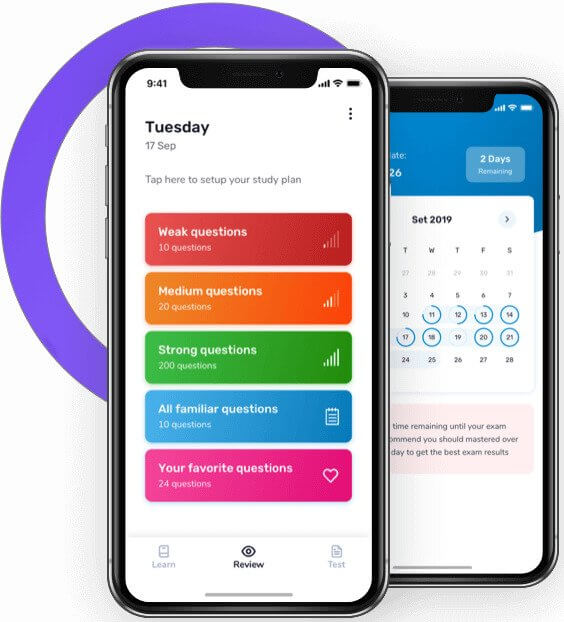 9:41
Tuesday
17 Sep
Tap here to setup your study plan
Weak questions
10 questions
Medium questions
20 questions
Strong questions
200 questions
All familiar questions
10 questions
Your favorite questions
24 questions
Learn
Review
Test
ate:
26
2 Days
Remaining
Set 2019
T W T F S
27 28 29 30 31
3 4 5 6 7
10 11 12 13 14
17 18 19 20 21
24 25 26 27 28
time remaining until your exam
ommend you should mastered over
day to get the best exam results